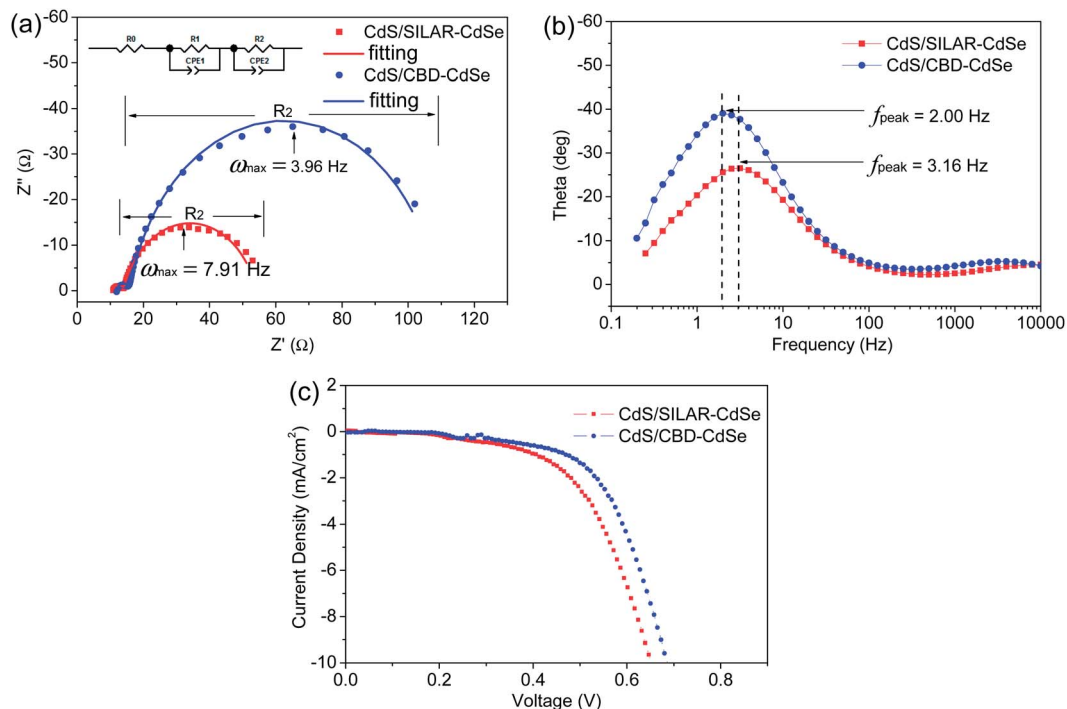 (a)
-60
-50
-40
-30
-20
-10
0
0 20 40 60 80 100 120
Z'' (Ω)
Z' (Ω)
R0 R1 R2
CPE1 CPE2
CdS/SILAR-CdSe
fitting
CdS/CBD-CdSe
fitting
R2
ωmax = 3.96 Hz
R2
ωmax = 7.91 Hz
(b)
-60
-50
-40
-30
-20
-10
0
0.1 1 10 100 1000 10000
Theta (deg)
Frequency (Hz)
CdS/SILAR-CdSe
CdS/CBD-CdSe
fpeak = 2.00 Hz
fpeak = 3.16 Hz
(c)
2
0
-2
-4
-6
-8
-10
0.0 0.2 0.4 0.6 0.8
Current Density (mA/cm²)
Voltage (V)
CdS/SILAR-CdSe
CdS/CBD-CdSe